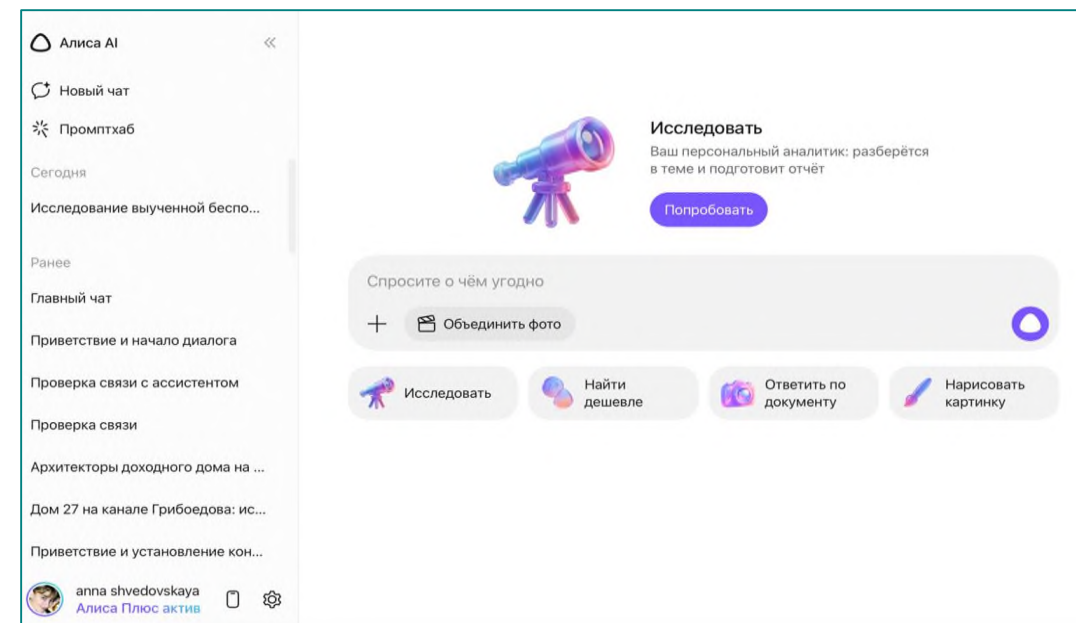 Алиса AI
Новый чат
Промптхаб
Сегодня
Исследование выученной беспо...
Ранее
Главный чат
Приветствие и начало диалога
Проверка связи с ассистентом
Проверка связи
Архитекторы доходного дома на ...
Дом 27 на канале Грибоедова: ис...
Приветствие и установление кон...
anna shvedovskaya
Алиса Плюс актив
Исследовать
Ваш персональный аналитик: разберётся
в теме и подготовит отчёт
Попробовать
Спросите о чём угодно
Объединить фото
Исследовать
Найти
дешевле
Ответить по
документу
Нарисовать
картинку